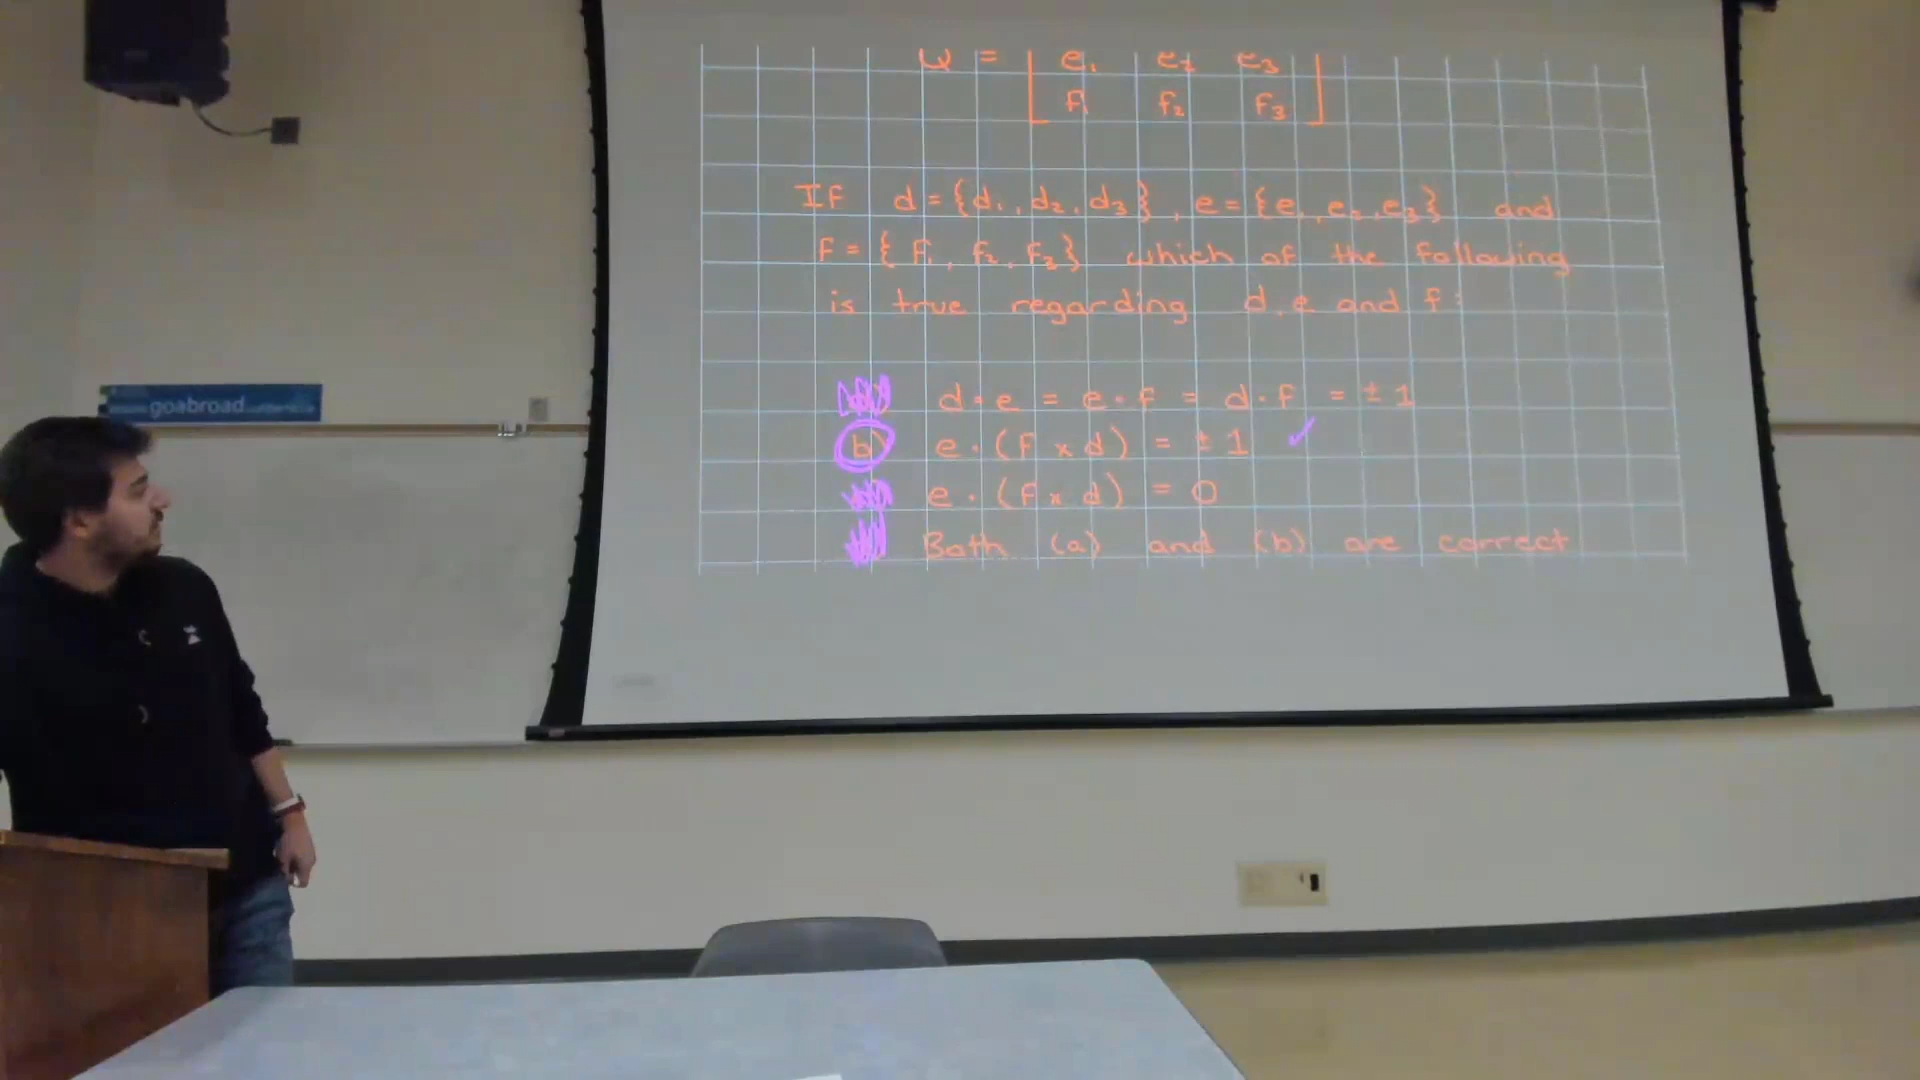 Q = [ e₁ e₂ e₃
f₁ f₂ f₃ ]
If d = {d₁, d₂, d₃}, e = {e₁, e₂, e₃} and
F = {f₁, f₂, f₃} which of the following
is true regarding d, e and f:
d · e = e · f = d · f = ± 1
b) e · (f × d) = ± 1 ✓
e · (f × d) = 0
Both (a) and (b) are correct
goabroad